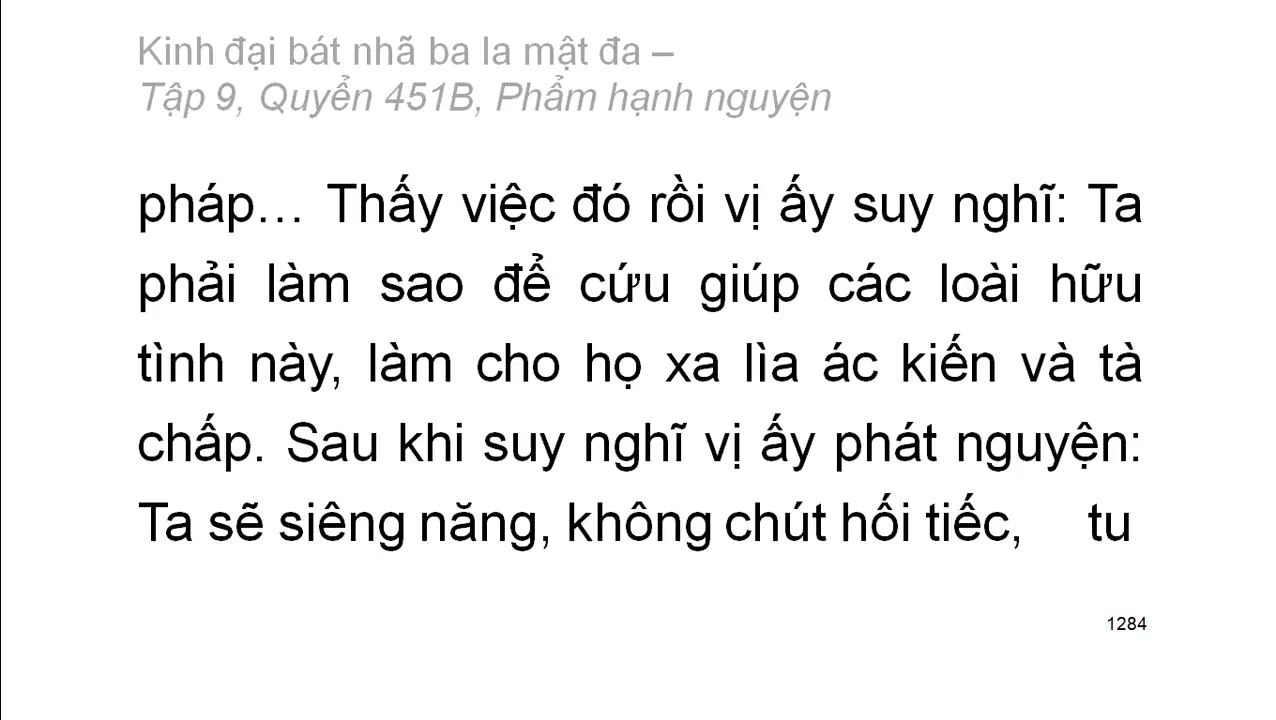 Kinh đại bát nhã ba la mật đa –
Tập 9, Quyển 451B, Phẩm hạnh nguyện
pháp… Thấy việc đó rồi vị ấy suy nghĩ: Ta
phải làm sao để cứu giúp các loài hữu
tình này, làm cho họ xa lìa ác kiến và tà
chấp. Sau khi suy nghĩ vị ấy phát nguyện:
Ta sẽ siêng năng, không chút hối tiếc, tu
1284